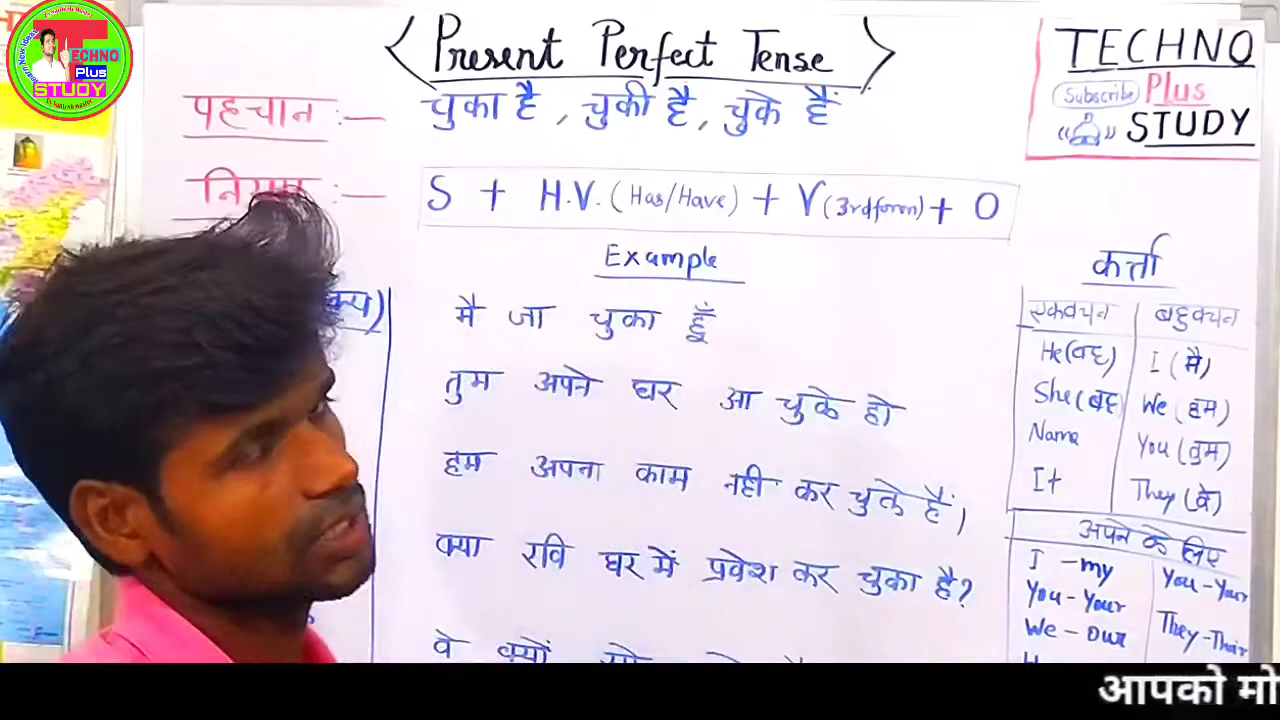 < Present Perfect Tense >
पहचान :— चुका है , चुकी है , चुके हैं
नियम :— S + H.V. (Has/Have) + V (3rd form) + O
Example
मै जा चुका हूँ
तुम अपने घर आ चुके हो
हम अपना काम नही कर चुके हैं,
क्या रवि घर में प्रवेश कर चुका है?
वे क्यों
TECHNO
Subscribe Plus
STUDY
कर्त्ता
एकवचन बहुवचन
He (वह) I (मै)
She (वह) We (हम)
Name You (तुम)
It They (वे)
अपने के लिए
I - my You - Your
You - Your They - Their
We - our
TECHNO
Plus
STUDY
आपको मो